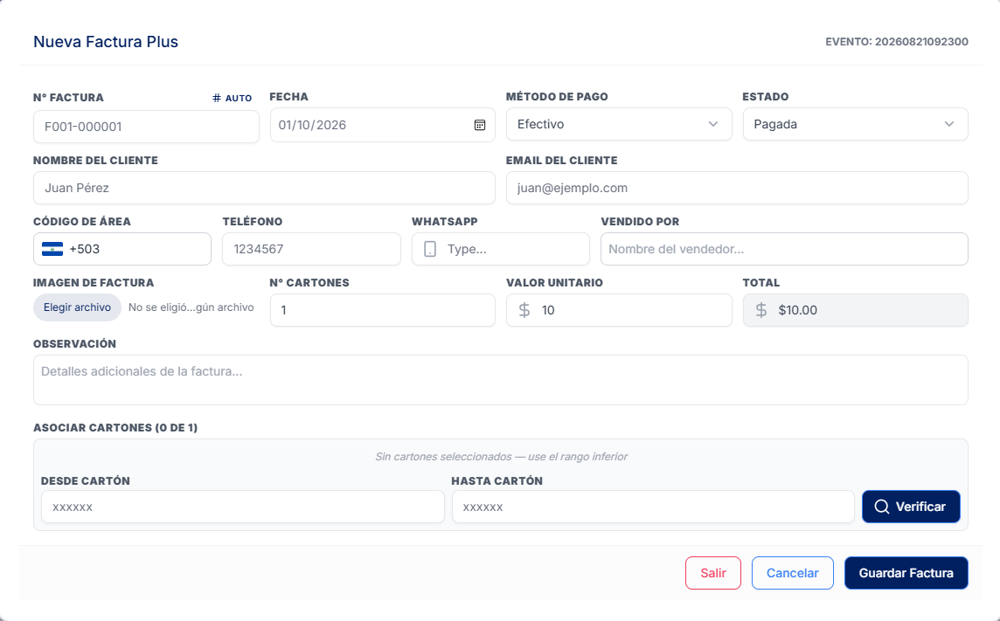 Nueva Factura Plus
EVENTO: 20260821092300
N° FACTURA
# AUTO
FECHA
MÉTODO DE PAGO
ESTADO
F001-000001
01/10/2026
Efectivo
Pagada
NOMBRE DEL CLIENTE
EMAIL DEL CLIENTE
Juan Pérez
juan@ejemplo.com
CÓDIGO DE ÁREA
TELÉFONO
WHATSAPP
VENDIDO POR
+503
1234567
Type...
Nombre del vendedor...
IMAGEN DE FACTURA
N° CARTONES
VALOR UNITARIO
TOTAL
Elegir archivo
No se eligió...gún archivo
1
$ 10
$ $10.00
OBSERVACIÓN
Detalles adicionales de la factura...
ASOCIAR CARTONES (0 DE 1)
Sin cartones seleccionados — use el rango inferior
DESDE CARTÓN
HASTA CARTÓN
xxxxxx
xxxxxx
Verificar
Salir
Cancelar
Guardar Factura